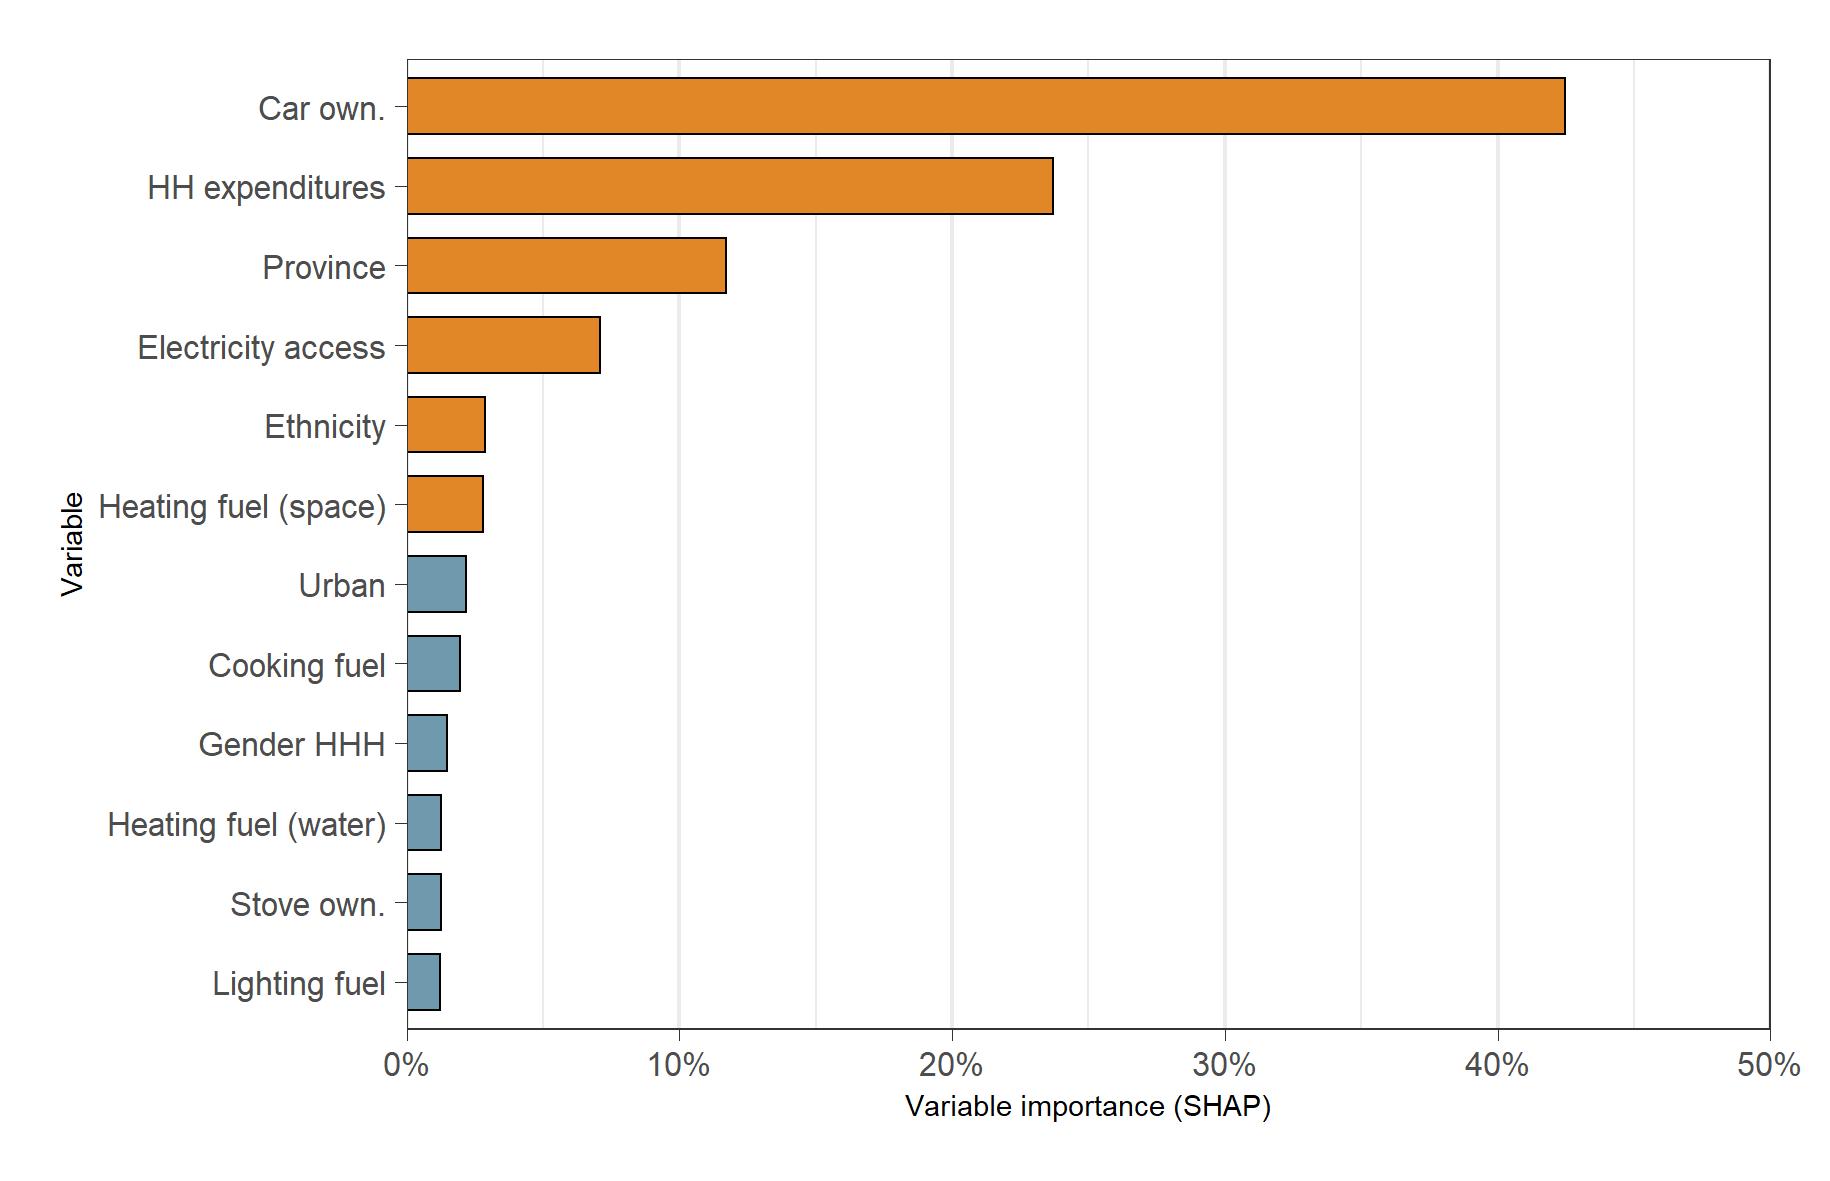 Car own.
HH expenditures
Province
Electricity access
Ethnicity
Heating fuel (space)
Urban
Cooking fuel
Gender HHH
Heating fuel (water)
Stove own.
Lighting fuel
Variable
0% 10% 20% 30% 40% 50%
Variable importance (SHAP)